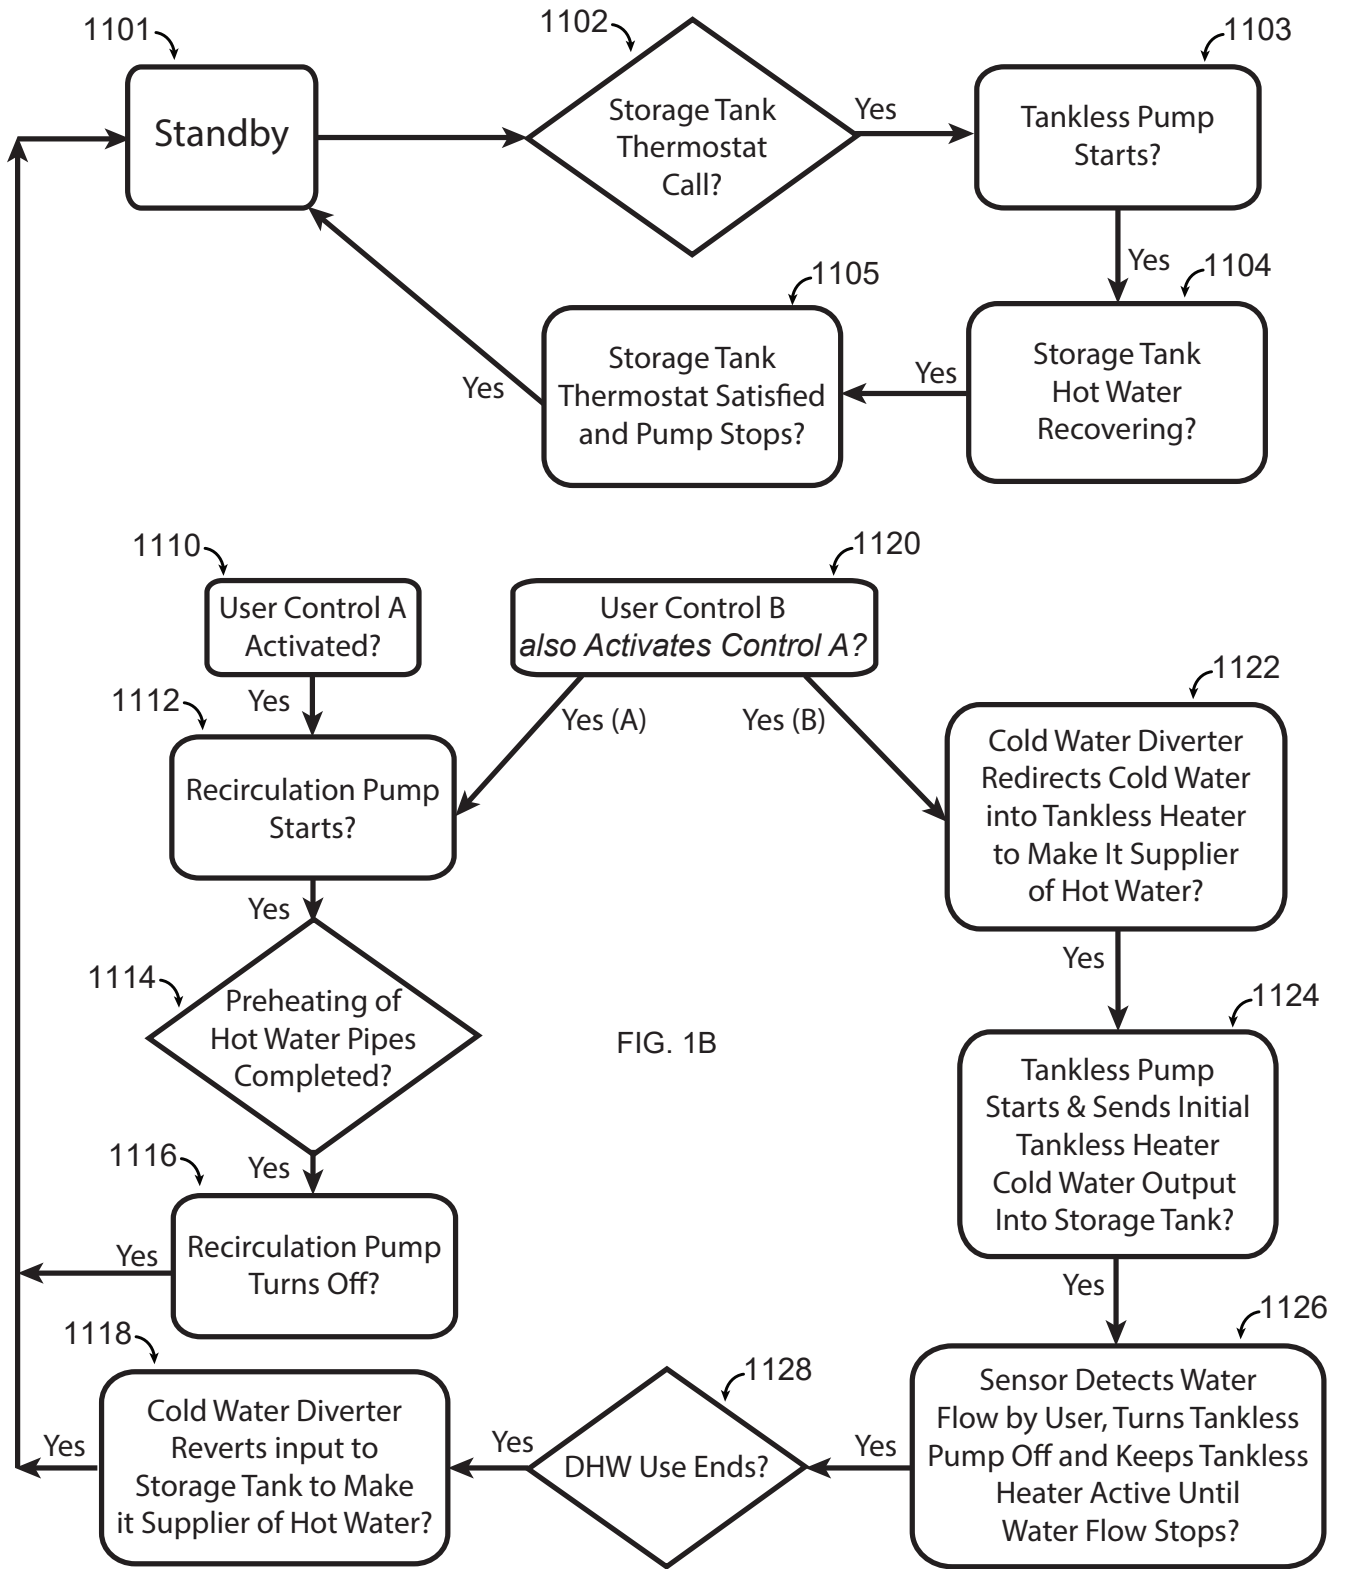 1101
1102
1103
Standby
Storage Tank
Thermostat
Call?
Yes
Tankless Pump
Starts?
Yes
1104
1105
Storage Tank
Hot Water
Recovering?
Yes
Storage Tank
Thermostat Satisfied
and Pump Stops?
Yes
1110
User Control A
Activated?
Yes
1120
User Control B
also Activates Control A?
Yes (A)
Yes (B)
1112
Recirculation Pump
Starts?
Yes
1122
Cold Water Diverter
Redirects Cold Water
into Tankless Heater
to Make It Supplier
of Hot Water?
Yes
1114
Preheating of
Hot Water Pipes
Completed?
Yes
FIG. 1B
1124
Tankless Pump
Starts & Sends Initial
Tankless Heater
Cold Water Output
Into Storage Tank?
Yes
1116
Recirculation Pump
Turns Off?
Yes
1126
Sensor Detects Water
Flow by User, Turns Tankless
Pump Off and Keeps Tankless
Heater Active Until
Water Flow Stops?
Yes
1128
DHW Use Ends?
Yes
1118
Cold Water Diverter
Reverts input to
Storage Tank to Make
it Supplier of Hot Water?
Yes